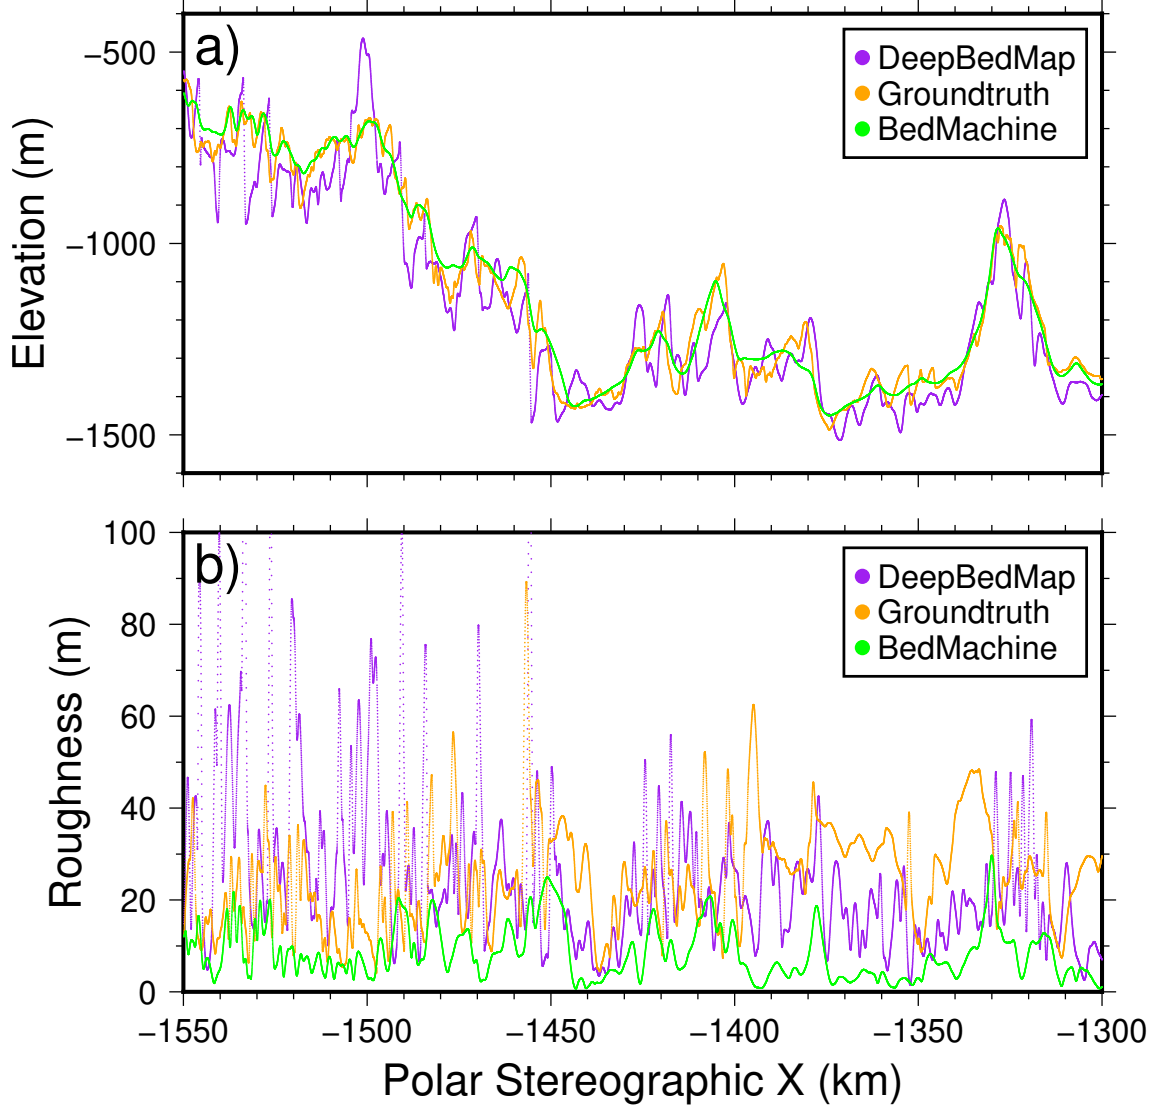 a)
−500
−1000
−1500
Elevation (m)
DeepBedMap
Groundtruth
BedMachine
b)
100
80
60
40
20
0
Roughness (m)
DeepBedMap
Groundtruth
BedMachine
−1550 −1500 −1450 −1400 −1350 −1300
Polar Stereographic X (km)